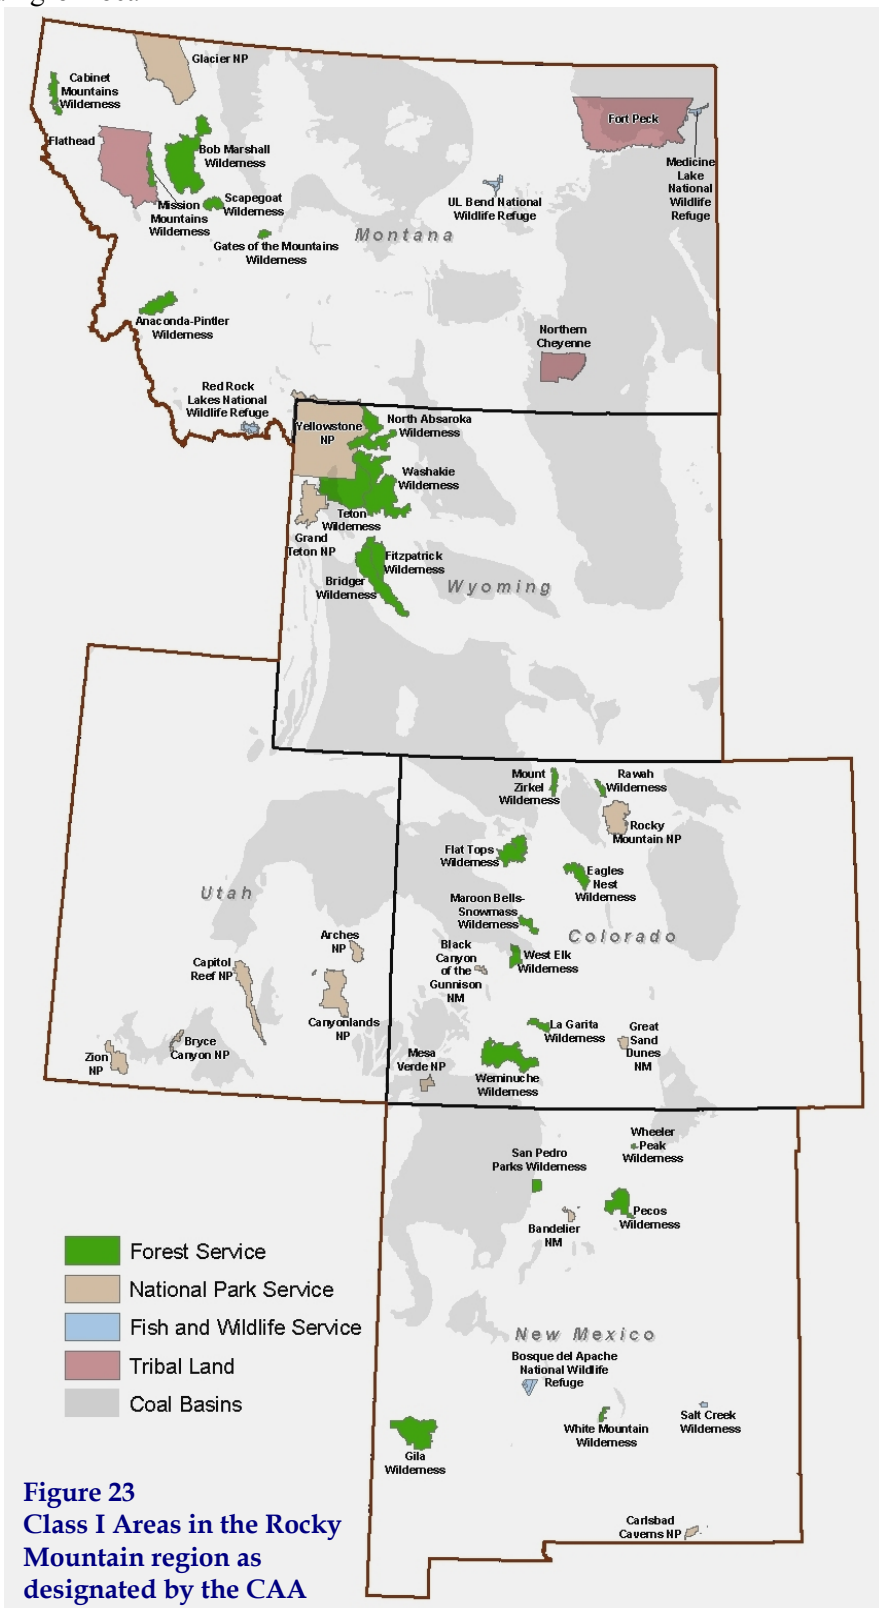 Glacier NP
Cabinet
Mountains
Wilderness
Fort Peck
Flathead
Bob Marshall
Wilderness
Medicine
Lake
National
Wildlife
Refuge
UL Bend National
Wildlife Refuge
Scapegoat
Wilderness
Mission
Mountains
Wilderness
Montana
Gates of the Mountains
Wilderness
Anaconda-Pintler
Wilderness
Northern
Cheyenne
Red Rock
Lakes National
Wildlife Refuge
Yellowstone
NP
North Absaroka
Wilderness
Washakie
Wilderness
Teton
Wilderness
Grand
Teton NP
Fitzpatrick
Wilderness
Bridger
Wilderness
Wyoming
Mount
Zirkel
Wilderness
Rawah
Wilderness
Rocky
Mountain NP
Flat Tops
Wilderness
Eagles
Nest
Wilderness
Utah
Maroon Bells-
Snowmass
Wilderness
Colorado
Arches
NP
Black
Canyon
of the
Gunnison
NM
West Elk
Wilderness
Capitol
Reef NP
Canyonlands
NP
La Garita
Wilderness
Great
Sand
Dunes
NM
Bryce
Canyon NP
Zion
NP
Mesa
Verde NP
Weminuche
Wilderness
Wheeler
Peak
Wilderness
San Pedro
Parks Wilderness
Pecos
Wilderness
Bandelier
NM
New Mexico
Bosque del Apache
National Wildlife
Refuge
White Mountain
Wilderness
Salt Creek
Wilderness
Gila
Wilderness
Carlsbad
Caverns NP
Forest Service
National Park Service
Fish and Wildlife Service
Tribal Land
Coal Basins
Figure 23
Class I Areas in the Rocky
Mountain region as
designated by the CAA